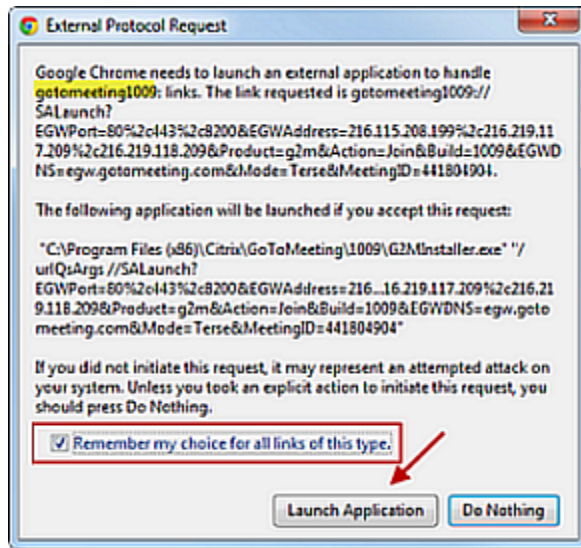 External Protocol Request
Google Chrome needs to launch an external application to handle
gotomeeting1009: links. The link requested is gotomeeting1009://
SALaunch?
EGWPort=80%2c443%2c8200&EGWAddress=216.115.208.199%2c216.219.11
7.209%2c216.219.118.209&Product=g2m&Action=Join&Build=1009&EGWD
NS=egw.gotomeeting.com&Mode=Terse&MeetingID=441804904.
The following application will be launched if you accept this request:
"C:\Program Files (x86)\Citrix\GoToMeeting\1009\G2MInstaller.exe" "/
urlQsArgs //SALaunch?
EGWPort=80%2c443%2c8200&EGWAddress=216...16.219.117.209%2c216.21
9.118.209&Product=g2m&Action=Join&Build=1009&EGWDNS=egw.goto
meeting.com&Mode=Terse&MeetingID=441804904"
If you did not initiate this request, it may represent an attempted attack on
your system. Unless you took an explicit action to initiate this request, you
should press Do Nothing.
Remember my choice for all links of this type.
Launch Application Do Nothing